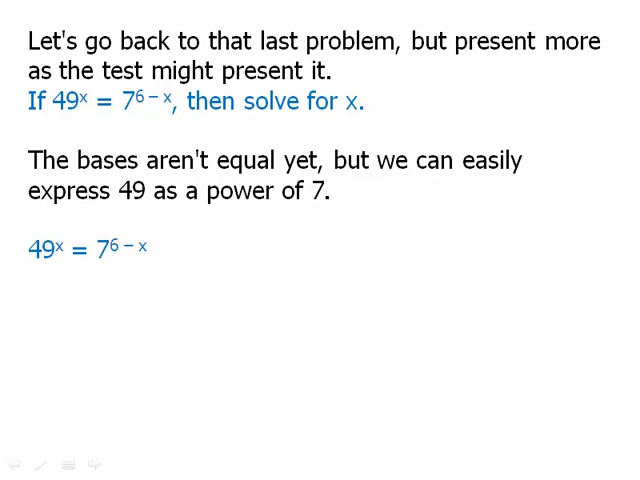 Let's go back to that last problem, but present more
as the test might present it.
If 49ˣ = 7⁶ ⁻ ˣ, then solve for x.
The bases aren't equal yet, but we can easily
express 49 as a power of 7.
49ˣ = 7⁶ ⁻ ˣ